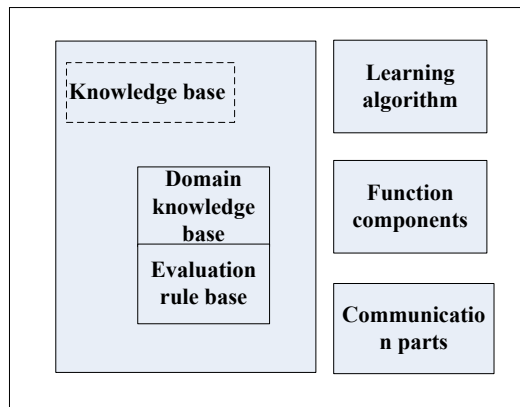 Knowledge base
Domain
knowledge
base
Evaluation
rule base
Learning
algorithm
Function
components
Communicatio
n parts